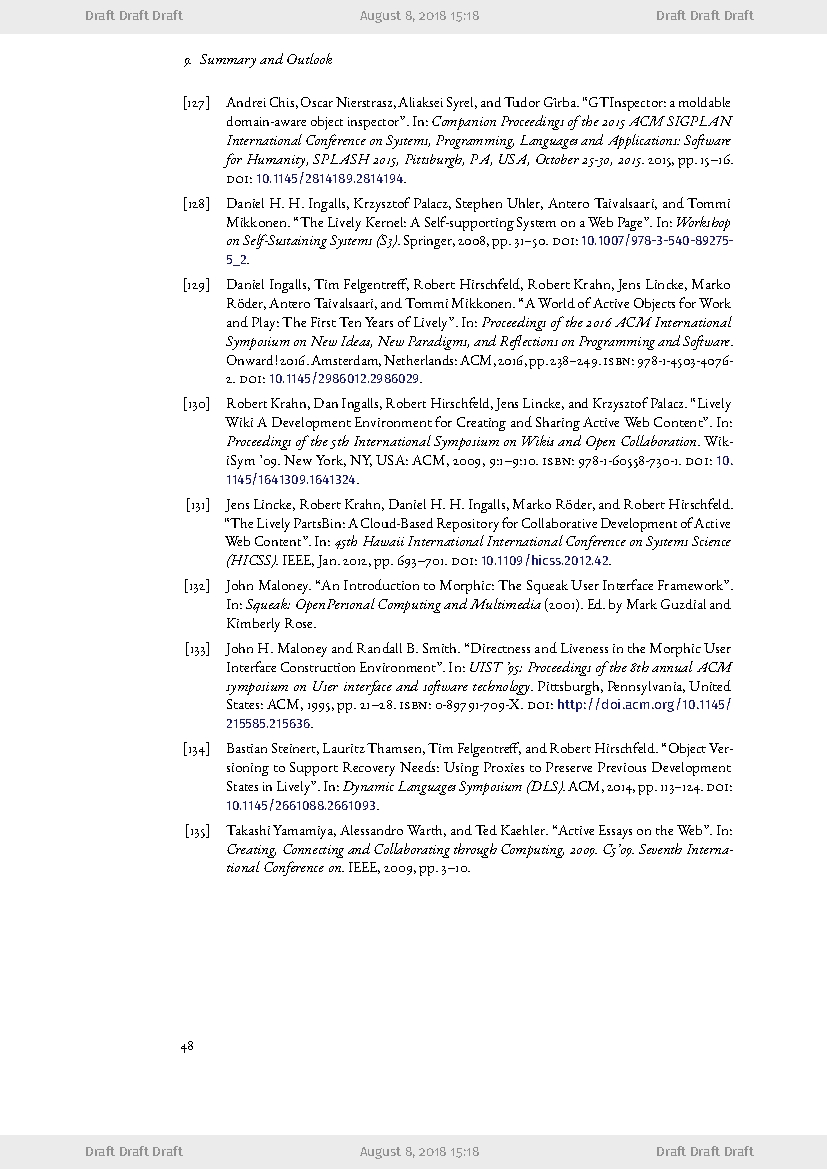 Draft Draft Draft August 8, 2018 15:18 Draft Draft Draft
9. Summary and Outlook
[127] Andrei Chis, Oscar Nierstrasz, Aliaksei Syrel, and Tudor Girba. “GTInspector: a moldable
domain-aware object inspector”. In: Companion Proceedings of the 2015 ACM SIGPLAN
International Conference on Systems, Programming, Languages and Applications: Software
for Humanity, SPLASH 2015, Pittsburgh, PA, USA, October 25-30, 2015. 2015, pp. 15–16.
DOI: 10.1145/2814189.2814194.
[128] Daniel H. H. Ingalls, Krzysztof Palacz, Stephen Uhler, Antero Taivalsaari, and Tommi
Mikkonen. “The Lively Kernel: A Self-supporting System on a Web Page”. In: Workshop
on Self-Sustaining Systems (S3). Springer, 2008, pp. 31–50. DOI: 10.1007/978-3-540-89275-
5_2.
[129] Daniel Ingalls, Tim Felgentreff, Robert Hirschfeld, Robert Krahn, Jens Lincke, Marko
Röder, Antero Taivalsaari, and Tommi Mikkonen. “A World of Active Objects for Work
and Play: The First Ten Years of Lively”. In: Proceedings of the 2016 ACM International
Symposium on New Ideas, New Paradigms, and Reflections on Programming and Software.
Onward! 2016. Amsterdam, Netherlands: ACM, 2016, pp. 238–249. ISBN: 978-1-4503-4076-
2. DOI: 10.1145/2986012.2986029.
[130] Robert Krahn, Dan Ingalls, Robert Hirschfeld, Jens Lincke, and Krzysztof Palacz. “Lively
Wiki A Development Environment for Creating and Sharing Active Web Content”. In:
Proceedings of the 5th International Symposium on Wikis and Open Collaboration. Wik-
iSym ’09. New York, NY, USA: ACM, 2009, 9:1–9:10. ISBN: 978-1-60558-730-1. DOI: 10.
1145/1641309.1641324.
[131] Jens Lincke, Robert Krahn, Daniel H. H. Ingalls, Marko Röder, and Robert Hirschfeld.
“The Lively PartsBin: A Cloud-Based Repository for Collaborative Development of Active
Web Content”. In: 45th Hawaii International International Conference on Systems Science
(HICSS). IEEE, Jan. 2012, pp. 693–701. DOI: 10.1109/hicss.2012.42.
[132] John Maloney. “An Introduction to Morphic: The Squeak User Interface Framework”.
In: Squeak: OpenPersonal Computing and Multimedia (2001). Ed. by Mark Guzdial and
Kimberly Rose.
[133] John H. Maloney and Randall B. Smith. “Directness and Liveness in the Morphic User
Interface Construction Environment”. In: UIST ’95: Proceedings of the 8th annual ACM
symposium on User interface and software technology. Pittsburgh, Pennsylvania, United
States: ACM, 1995, pp. 21–28. ISBN: 0-89791-709-X. DOI: http://doi.acm.org/10.1145/
215585.215636.
[134] Bastian Steinert, Lauritz Thamsen, Tim Felgentreff, and Robert Hirschfeld. “Object Ver-
sioning to Support Recovery Needs: Using Proxies to Preserve Previous Development
States in Lively”. In: Dynamic Languages Symposium (DLS). ACM, 2014, pp. 113–124. DOI:
10.1145/2661088.2661093.
[135] Takashi Yamamiya, Alessandro Warth, and Ted Kaehler. “Active Essays on the Web”. In:
Creating, Connecting and Collaborating through Computing, 2009. C5’09. Seventh Interna-
tional Conference on. IEEE, 2009, pp. 3–10.
48
Draft Draft Draft August 8, 2018 15:18 Draft Draft Draft